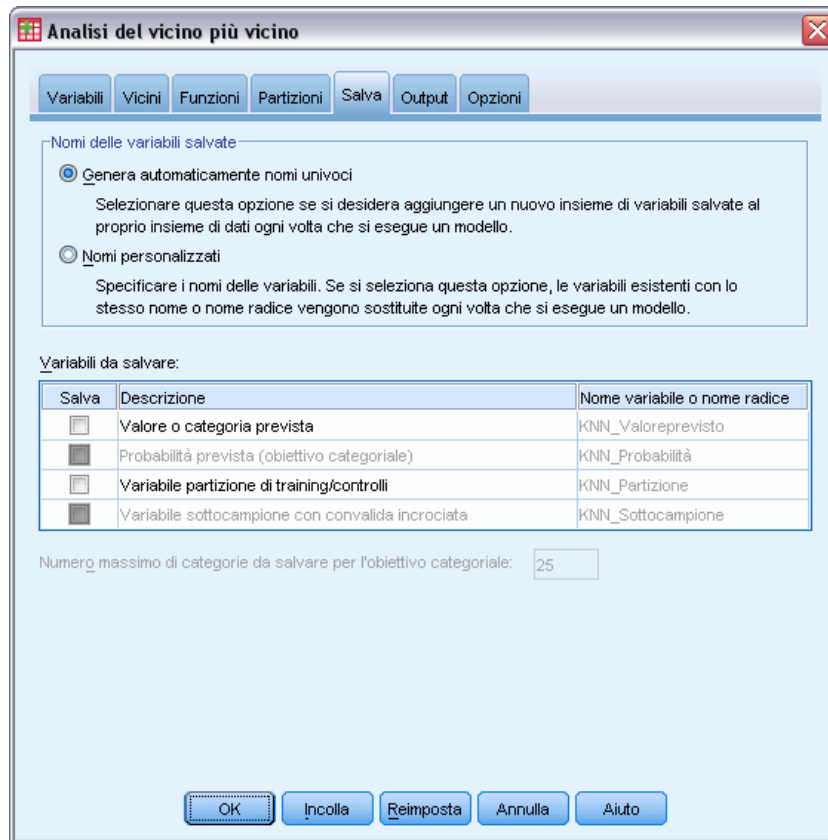 Analisi del vicino più vicino
Variabili Vicini Funzioni Partizioni Salva Output Opzioni
Nomi delle variabili salvate
Genera automaticamente nomi univoci
Selezionare questa opzione se si desidera aggiungere un nuovo insieme di variabili salvate al
proprio insieme di dati ogni volta che si esegue un modello.
Nomi personalizzati
Specificare i nomi delle variabili. Se si seleziona questa opzione, le variabili esistenti con lo
stesso nome o nome radice vengono sostituite ogni volta che si esegue un modello.
Variabili da salvare:
Salva Descrizione Nome variabile o nome radice
Valore o categoria prevista KNN_Valoreprevisto
Probabilità prevista (obiettivo categoriale) KNN_Probabilità
Variabile partizione di training/controlli KNN_Partizione
Variabile sottocampione con convalida incrociata KNN_Sottocampione
Numero massimo di categorie da salvare per l'obiettivo categoriale: 25
OK Incolla Reimposta Annulla Aiuto